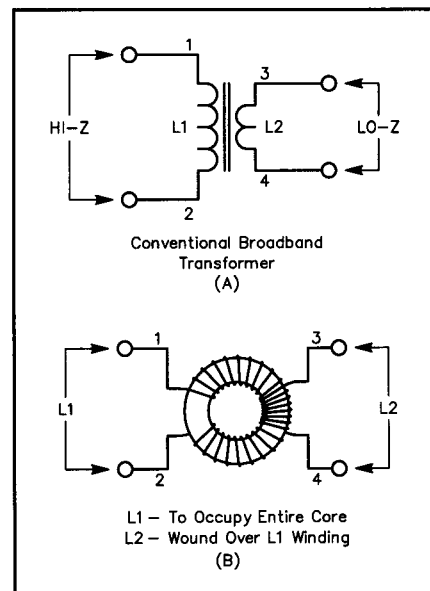 1
3
HI-Z
L1
L2
LO-Z
2
4
Conventional Broadband
Transformer
(A)
1
3
L1
L2
2
4
L1 - To Occupy Entire Core
L2 - Wound Over L1 Winding
(B)